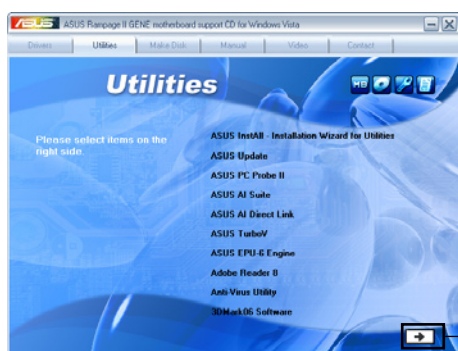 ASUS
ASUS Rampage II GENE motherboard support CD for Windows Vista
Drivers Utilities Make Disk Manual Video Contact
Utilities
Please select items on the
right side.
ASUS InstAll - Installation Wizard for Utilities
ASUS Update
ASUS PC Probe II
ASUS AI Suite
ASUS AI Direct Link
ASUS TurboV
ASUS EPU-6 Engine
Adobe Reader 8
Anti-Virus Utility
3DMark06 Software